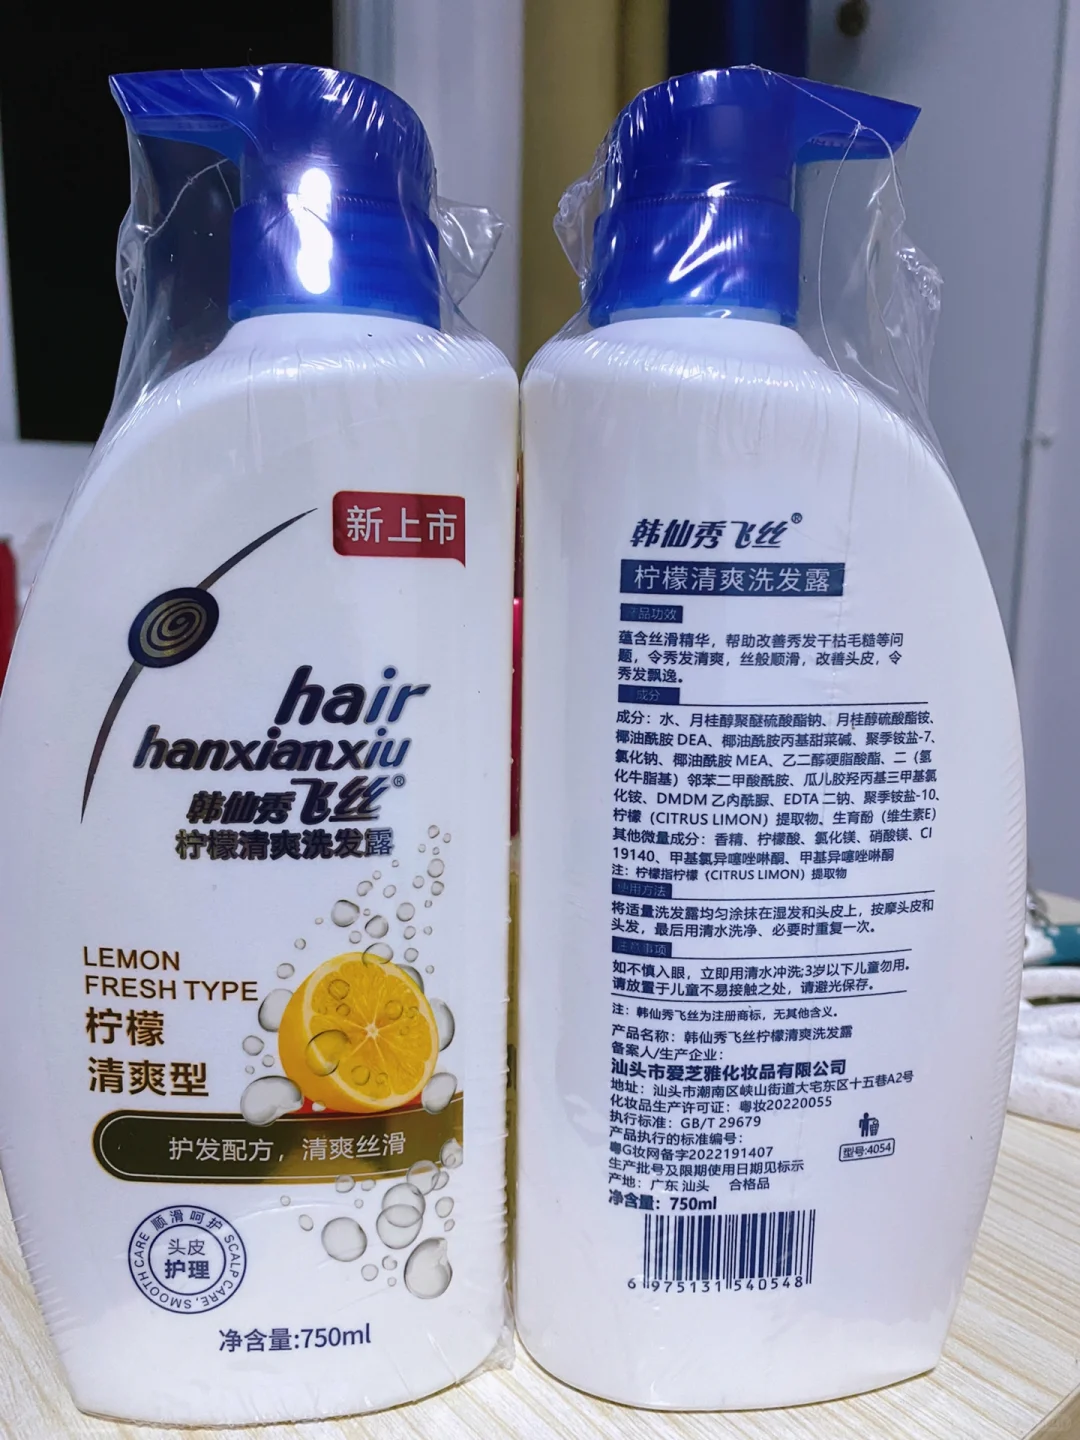 新上市
hair
hanxianxiu
韩仙秀飞丝®
柠檬清爽洗发露
LEMON
FRESH TYPE
柠檬
清爽型
护发配方，清爽丝滑
顺滑呵护 SCALP CARE, SMOOTH CARE
头皮
护理
净含量:750ml
韩仙秀飞丝®
柠檬清爽洗发露
产品功效
蕴含丝滑精华，帮助改善秀发干枯毛糙等问
题，令秀发清爽，丝般顺滑，改善头皮，令
秀发飘逸。
成分
成分：水、月桂醇聚醚硫酸酯钠、月桂醇硫酸酯铵、
椰油酰胺 DEA、椰油酰胺丙基甜菜碱、聚季铵盐-7、
氯化钠、椰油酰胺 MEA、乙二醇硬脂酸酯、二（氢
化牛脂基）邻苯二甲酸酰胺、瓜儿胶羟丙基三甲基氯
化铵、DMDM 乙内酰脲、EDTA 二钠、聚季铵盐-10、
柠檬（CITRUS LIMON）提取物、生育酚（维生素E）
其他微量成分：香精、柠檬酸、氯化镁、硝酸镁、CI
19140、甲基氯异噻唑啉酮、甲基异噻唑啉酮
注：柠檬指柠檬（CITRUS LIMON）提取物
使用方法
将适量洗发露均匀涂抹在湿发和头皮上，按摩头皮和
头发，最后用清水洗净、必要时重复一次。
注意事项
如不慎入眼，立即用清水冲洗;3岁以下儿童勿用。
请放置于儿童不易接触之处，请避光保存。
注：韩仙秀飞丝为注册商标，无其他含义。
产品名称：韩仙秀飞丝柠檬清爽洗发露
备案人/生产企业：
汕头市爱芝雅化妆品有限公司
地址：汕头市潮南区峡山街道大宅东区十五巷A2号
化妆品生产许可证：粤妆20220055
执行标准：GB/T 29679
产品执行的标准编号：
粤G妆网备字2022191407
生产批号及限期使用日期见标示
产地：广东 汕头 合格品
净含量：750ml
型号:4054
6 975131 540548